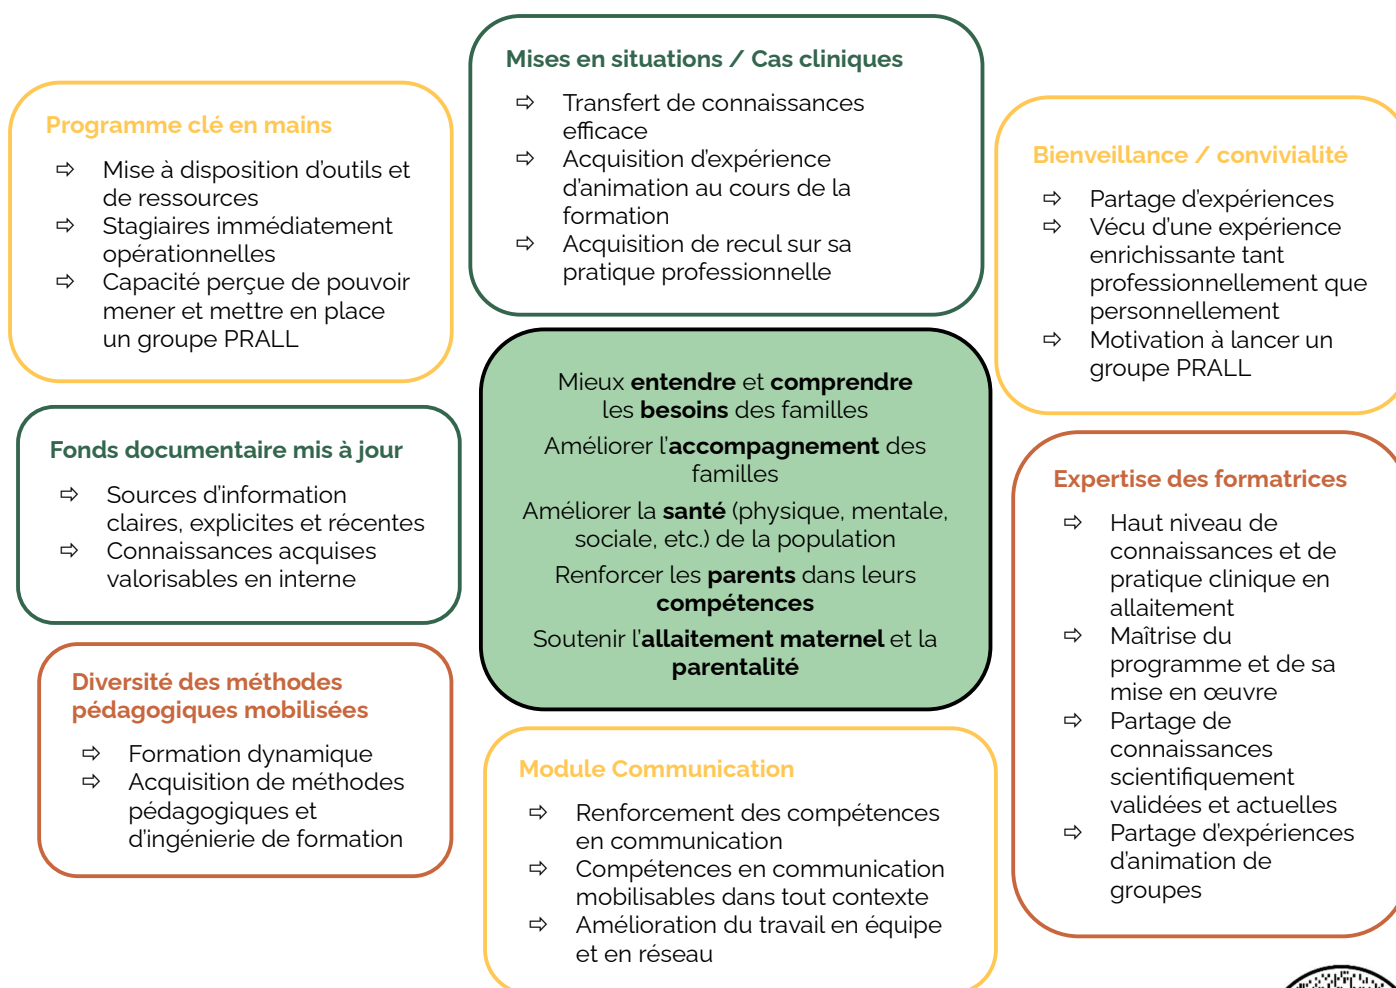 Mises en situations / Cas cliniques
⇨ Transfert de connaissances
efficace
⇨ Acquisition d’expérience
d’animation au cours de la
formation
⇨ Acquisition de recul sur sa
pratique professionnelle
Programme clé en mains
⇨ Mise à disposition d’outils et
de ressources
⇨ Stagiaires immédiatement
opérationnelles
⇨ Capacité perçue de pouvoir
mener et mettre en place
un groupe PRALL
Bienveillance / convivialité
⇨ Partage d’expériences
⇨ Vécu d’une expérience
enrichissante tant
professionnellement que
personnellement
⇨ Motivation à lancer un
groupe PRALL
Mieux entendre et comprendre
les besoins des familles
Améliorer l’accompagnement des
familles
Améliorer la santé (physique, mentale,
sociale, etc.) de la population
Renforcer les parents dans leurs
compétences
Soutenir l’allaitement maternel et la
parentalité
Fonds documentaire mis à jour
⇨ Sources d’information
claires, explicites et récentes
⇨ Connaissances acquises
valorisables en interne
Expertise des formatrices
⇨ Haut niveau de
connaissances et de
pratique clinique en
allaitement
⇨ Maîtrise du
programme et de sa
mise en œuvre
⇨ Partage de
connaissances
scientifiquement
validées et actuelles
⇨ Partage d’expériences
d’animation de
groupes
Diversité des méthodes
pédagogiques mobilisées
⇨ Formation dynamique
⇨ Acquisition de méthodes
pédagogiques et
d’ingénierie de formation
Module Communication
⇨ Renforcement des compétences
en communication
⇨ Compétences en communication
mobilisables dans tout contexte
⇨ Amélioration du travail en équipe
et en réseau